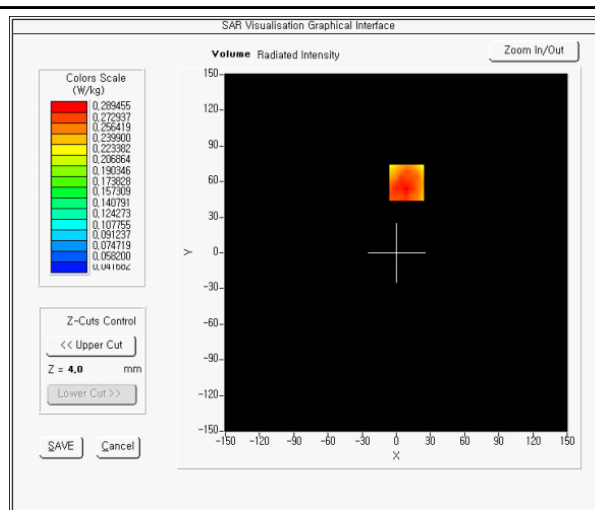 SAR Visualisation Graphical Interface
Volume Radiated Intensity
Zoom In/Out
Colors Scale
(W/kg)
0.289455
0.272937
0.256419
0.239900
0.223382
0.206864
0.190346
0.173828
0.157309
0.140791
0.124273
0.107755
0.091237
0.074719
0.058200
0.041682
Z-Cuts Control
<< Upper Cut
Z = 4.0 mm
Lower Cut >>
SAVE
Cancel
150-
120-
90-
60-
30-
0-
-30-
-60-
-90-
-120-
-150-
Y
-150 -120 -90 -60 -30 0 30 60 90 120 150
X